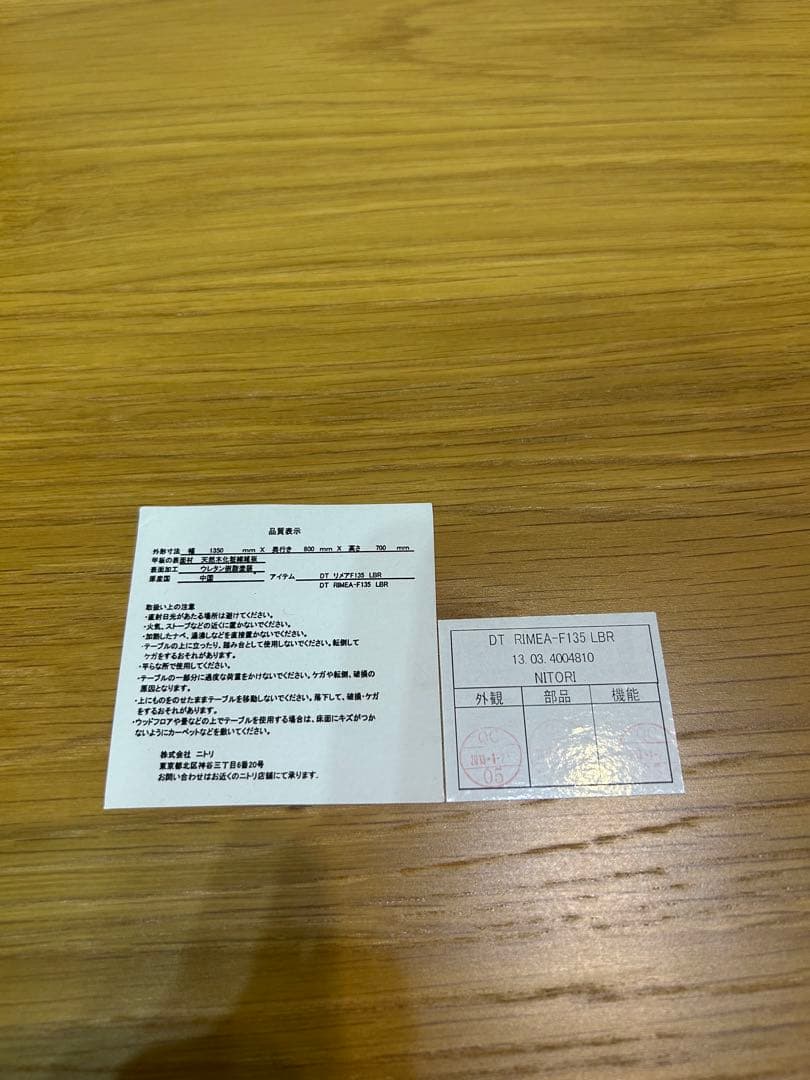 品質表示
外形寸法 幅 1350 mm X 奥行き 800 mm X 高さ 700 mm
甲板の表面材 天然木化粧繊維板
表面加工 ウレタン樹脂塗装
原産国 中国 アイテム DT リメアF135 LBR
DT RIMEA-F135 LBR
取扱い上の注意
・直射日光があたる場所は避けてください。
・火気、ストーブなどの近くに置かないでください。
・加熱したナベ、湯沸しなどを直接置かないでください。
・テーブルの上に立ったり、踏み台として使用しないでください。転倒して
ケガをするおそれがあります。
・平らな所で使用してください。
・テーブルの一部分に過度な荷重をかけないでください。ケガや転倒、破損の
原因となります。
・上にものをのせたままテーブルを移動しないでください。落下して、破損・ケガ
をするおそれがあります。
・ウッドフロアや畳などの上でテーブルを使用する場合は、床面にキズがつか
ないようにカーペットなどを敷いてください。
株式会社 ニトリ
東京都北区神谷三丁目6番20号
お問い合わせはお近くのニトリ店舗にて承ります.
DT RIMEA-F135 LBR
13.03.4004810
NITORI
外観 部品 機能
QC
05